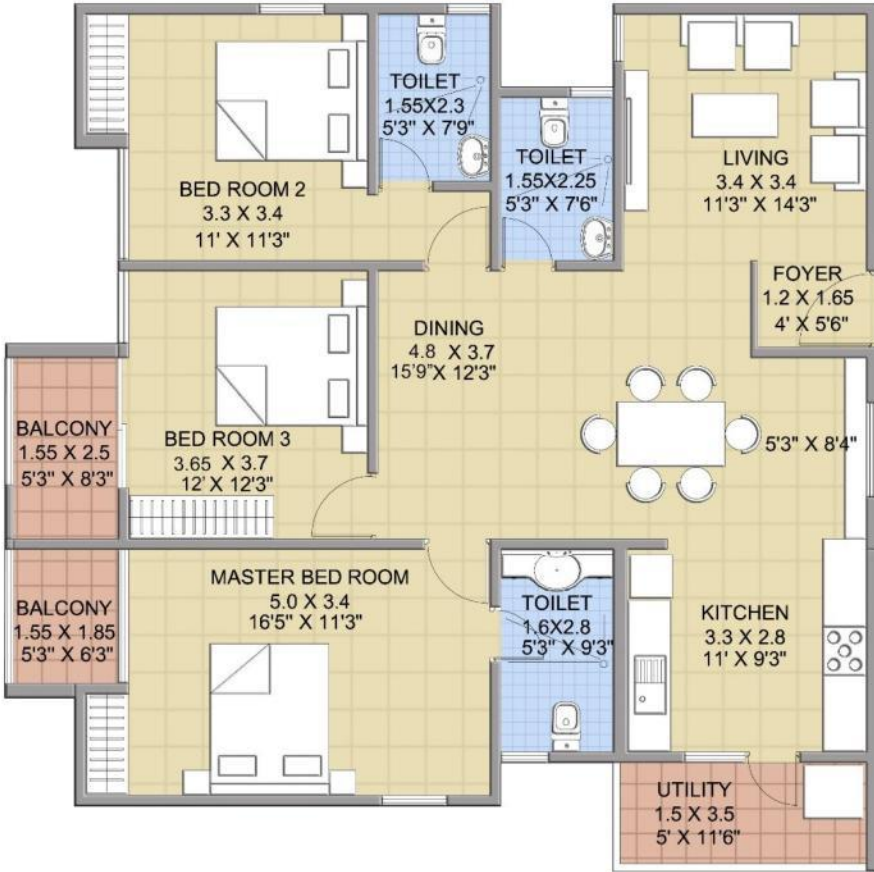 TOILET
1.55X2.3
5'3" X 7'9"
TOILET
1.55X2.25
5'3" X 7'6"
LIVING
3.4 X 3.4
11'3" X 14'3"
BED ROOM 2
3.3 X 3.4
11' X 11'3"
FOYER
1.2 X 1.65
4' X 5'6"
DINING
4.8 X 3.7
15'9"X 12'3"
BALCONY
1.55 X 2.5
5'3" X 8'3"
BED ROOM 3
3.65 X 3.7
12' X 12'3"
5'3" X 8'4"
MASTER BED ROOM
5.0 X 3.4
16'5" X 11'3"
BALCONY
1.55 X 1.85
5'3" X 6'3"
TOILET
1.6X2.8
5'3" X 9'3"
KITCHEN
3.3 X 2.8
11' X 9'3"
UTILITY
1.5 X 3.5
5' X 11'6"